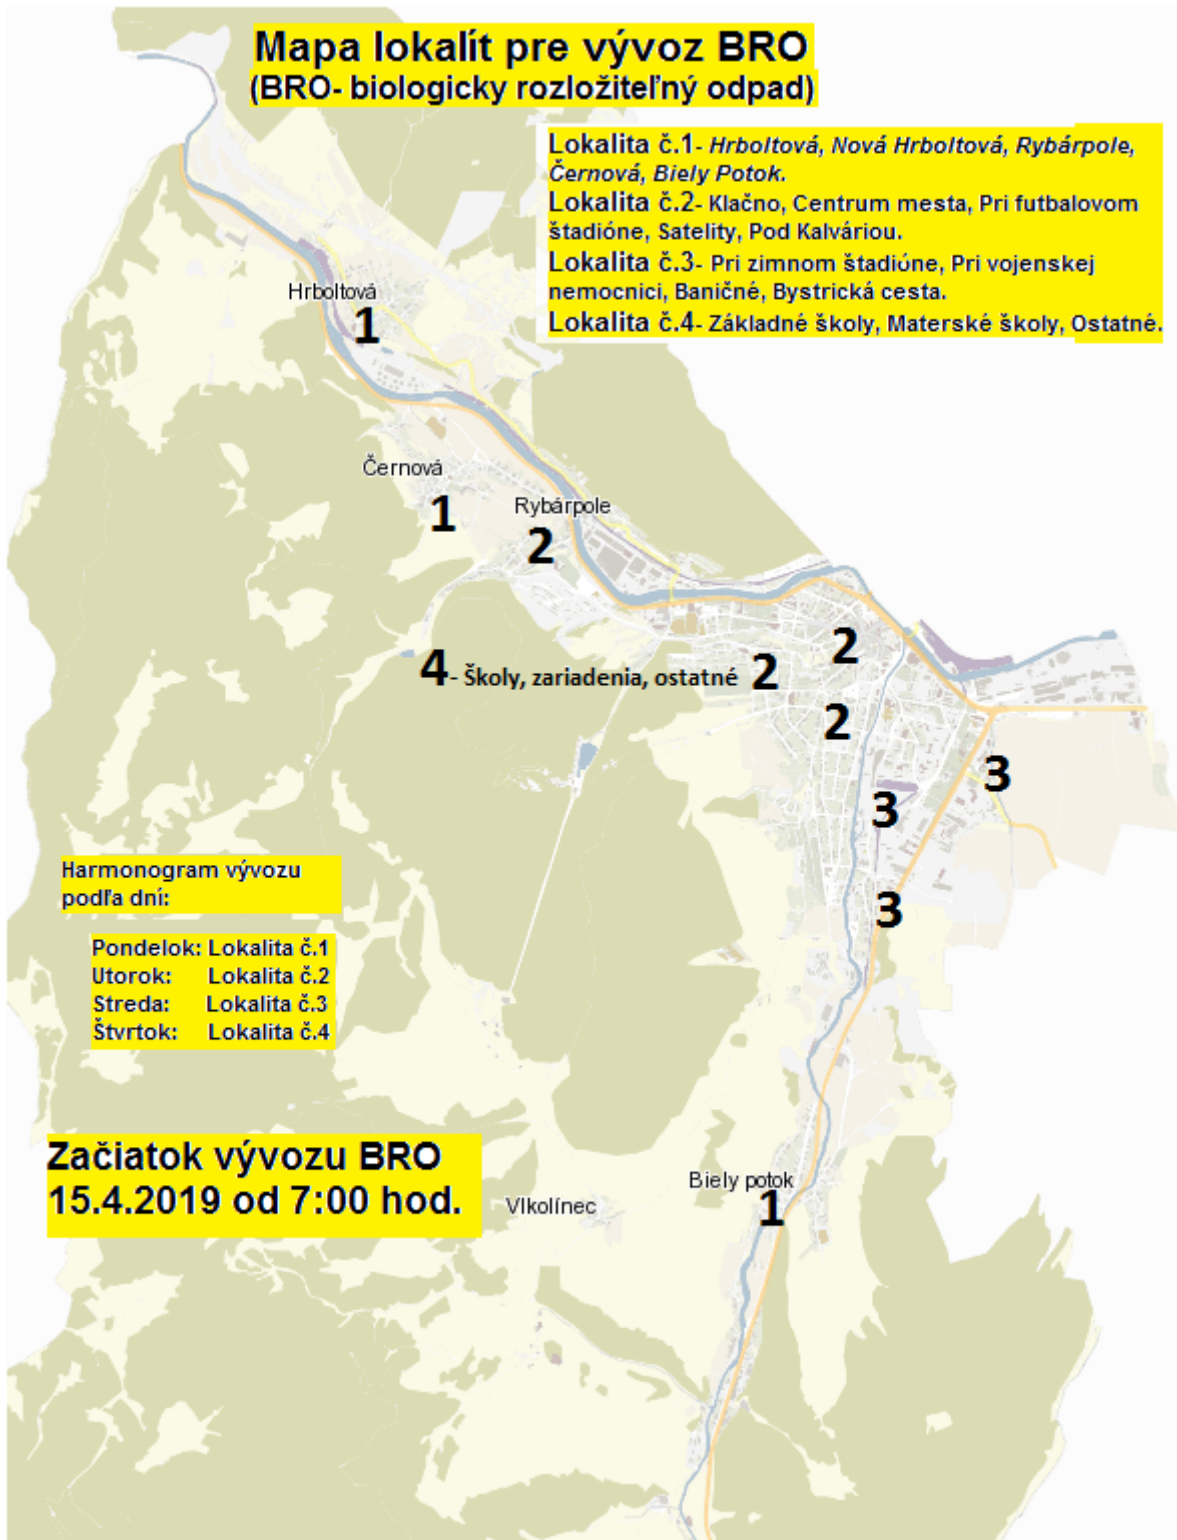 Mapa lokalít pre vývoz BRO
(BRO- biologicky rozložiteľný odpad)
Lokalita č.1- Hrboltová, Nová Hrboltová, Rybárpole,
Černová, Biely Potok.
Lokalita č.2- Klačno, Centrum mesta, Pri futbalovom
štadióne, Satelity, Pod Kalváriou.
Lokalita č.3- Pri zimnom štadióne, Pri vojenskej
nemocnici, Baničné, Bystrická cesta.
Lokalita č.4- Základné školy, Materské školy, Ostatné.
Hrboltová
1
Černová
1
Rybárpole
2
2
4- Školy, zariadenia, ostatné
2
2
3
3
3
Harmonogram vývozu
podľa dní:
Pondelok: Lokalita č.1
Utorok: Lokalita č.2
Streda: Lokalita č.3
Štvrtok: Lokalita č.4
Začiatok vývozu BRO
15.4.2019 od 7:00 hod.
Biely potok
1
Vlkolínec